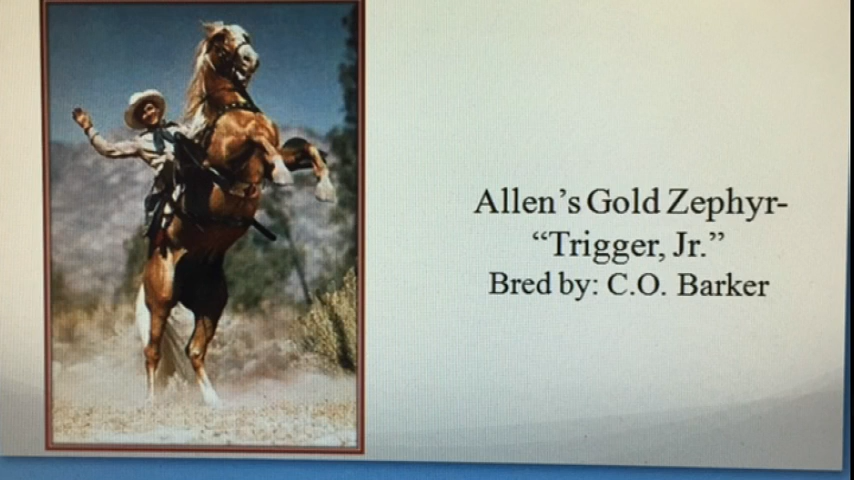 Allen's Gold Zephyr-
“Trigger, Jr.”
Bred by: C.O. Barker